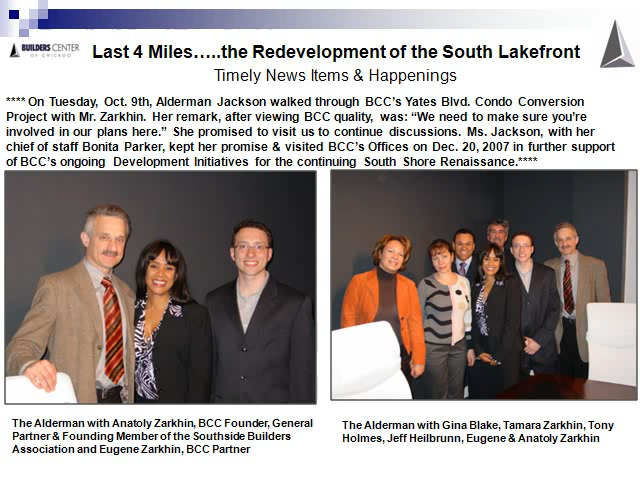 BUILDERS CENTER
OF CHICAGO
Last 4 Miles…..the Redevelopment of the South Lakefront
Timely News Items & Happenings
**** On Tuesday, Oct. 9th, Alderman Jackson walked through BCC’s Yates Blvd. Condo Conversion
Project with Mr. Zarkhin. Her remark, after viewing BCC quality, was: “We need to make sure you’re
involved in our plans here.” She promised to visit us to continue discussions. Ms. Jackson, with her
chief of staff Bonita Parker, kept her promise & visited BCC’s Offices on Dec. 20, 2007 in further support
of BCC’s ongoing Development Initiatives for the continuing South Shore Renaissance.****
The Alderman with Anatoly Zarkhin, BCC Founder, General
Partner & Founding Member of the Southside Builders
Association and Eugene Zarkhin, BCC Partner
The Alderman with Gina Blake, Tamara Zarkhin, Tony
Holmes, Jeff Heilbrunn, Eugene & Anatoly Zarkhin